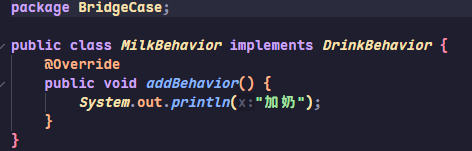 package BridgeCase;
public class MilkBehavior implements DrinkBehavior {
@Override
public void addBehavior() {
System.out.println(x:"加奶");
}
}